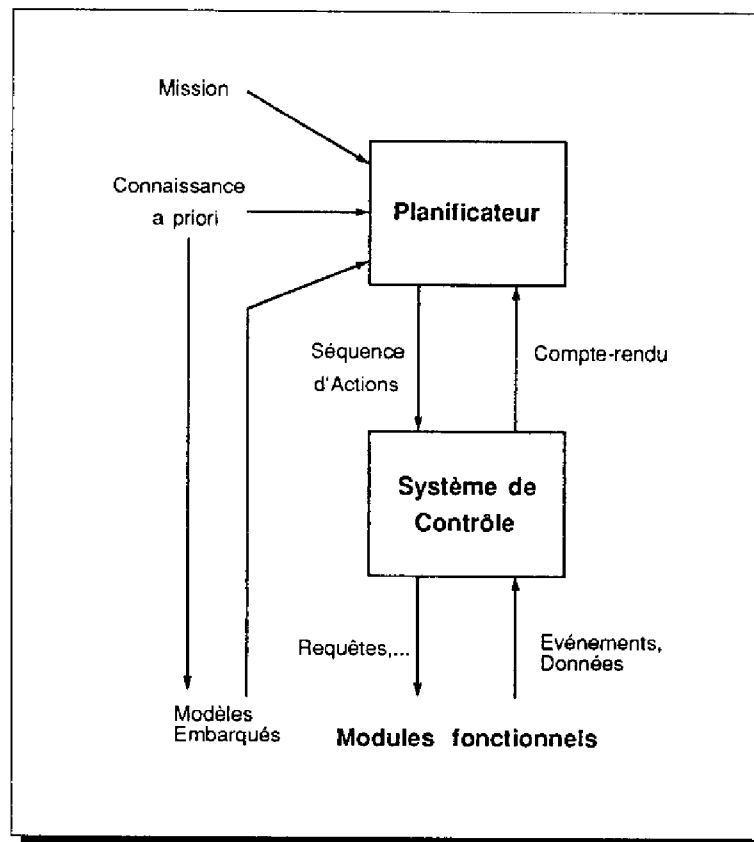 Mission
Connaissance
a priori
Planificateur
Séquence
d'Actions
Compte-rendu
Système de
Contrôle
Requêtes,...
Evénements,
Données
Modèles
Embarqués
Modules fonctionnels